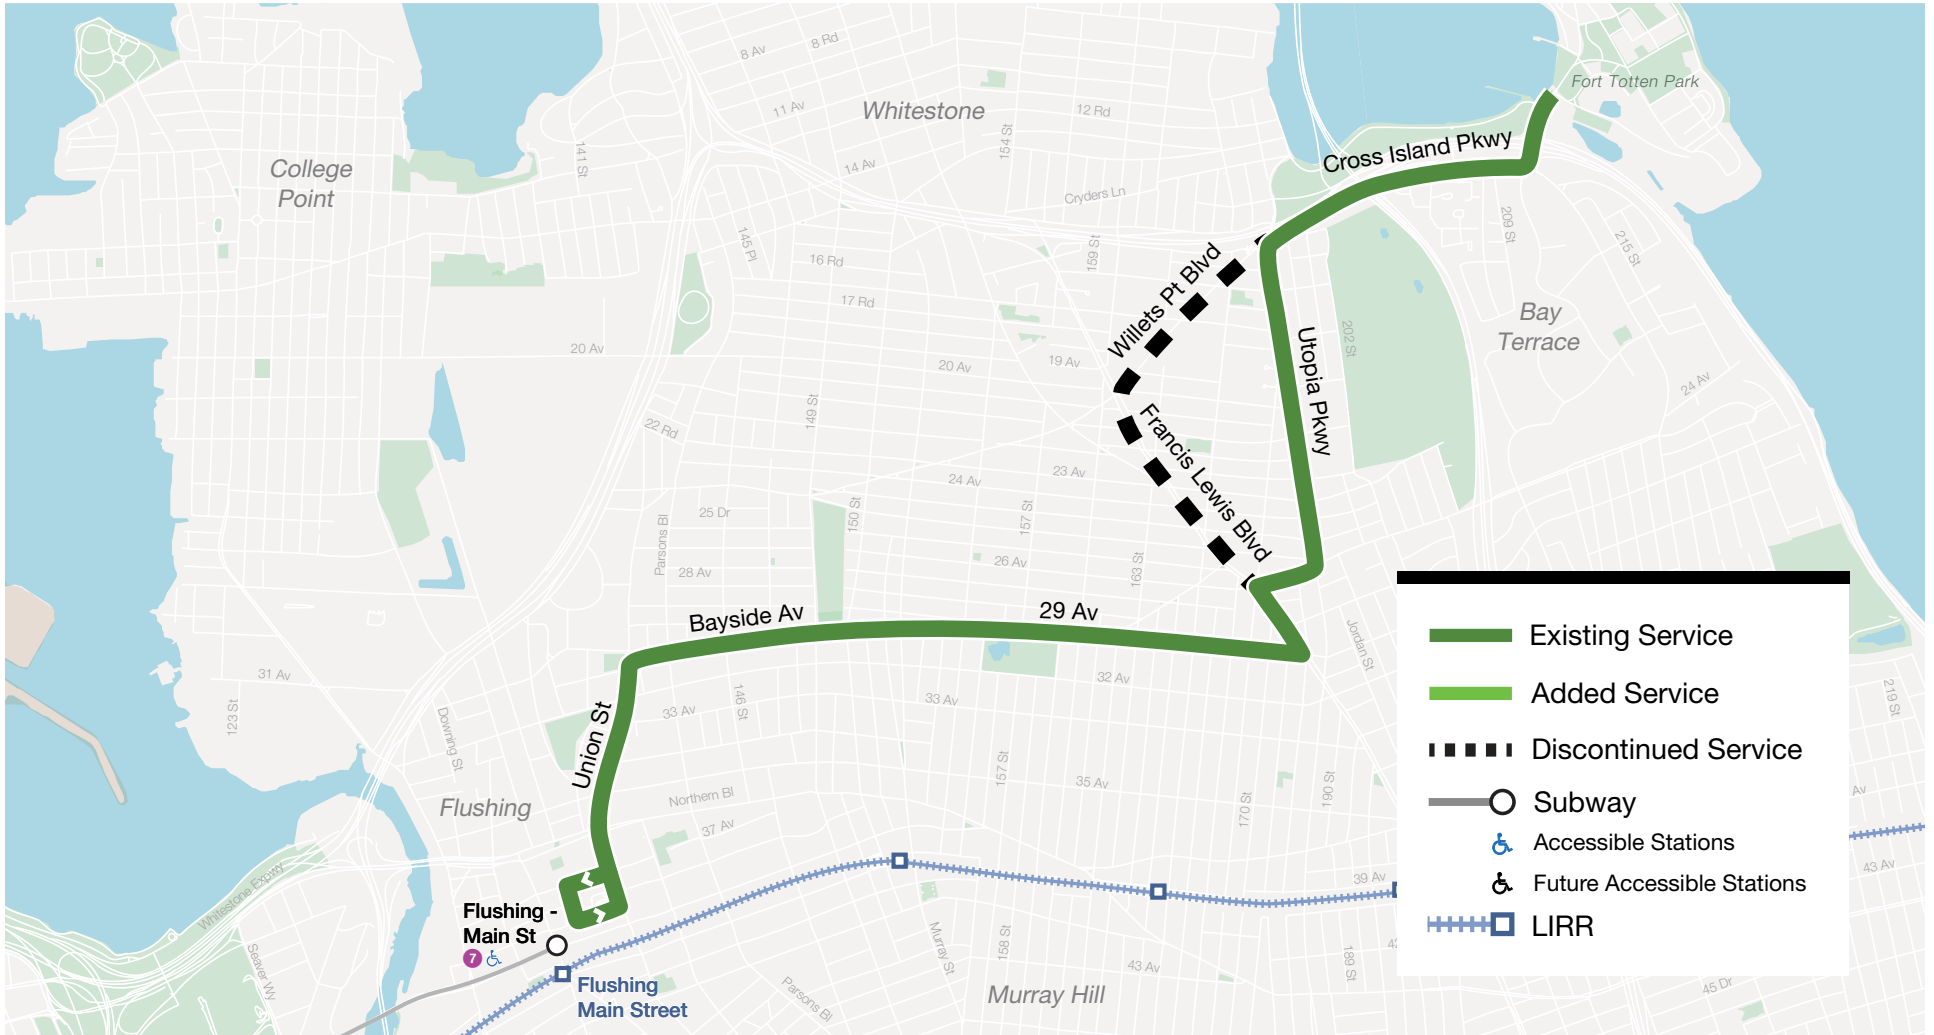 8 Av
8 Rd
Fort Totten Park
Whitestone
11 Av
12 Rd
154 St
141 St
Cross Island Pkwy
College
Point
14 Av
Cryders Ln
209 St
215 St
145 Pl
159 St
16 Rd
Willets Pt Blvd
17 Rd
Bay
Terrace
202 St
Utopia Pkwy
20 Av
19 Av
20 Av
24 Av
149 St
22 Rd
Francis Lewis Blvd
23 Av
24 Av
25 Dr
150 St
157 St
Parsons Bl
28 Av
26 Av
163 St
Bayside Av
29 Av
Jordan St
31 Av
32 Av
123 St
146 St
33 Av
33 Av
219 St
Downing St
Union St
157 St
35 Av
170 St
190 St
Northern Bl
37 Av
Flushing
Av
43 Av
39 Av
Whitestone Expwy
Flushing -
Main St
7
Seaver Wy
Murray St
158 St
43 Av
189 St
Flushing
Main Street
Parsons Bl
Murray Hill
45 Dr
Existing Service
Added Service
Discontinued Service
Subway
Accessible Stations
Future Accessible Stations
LIRR